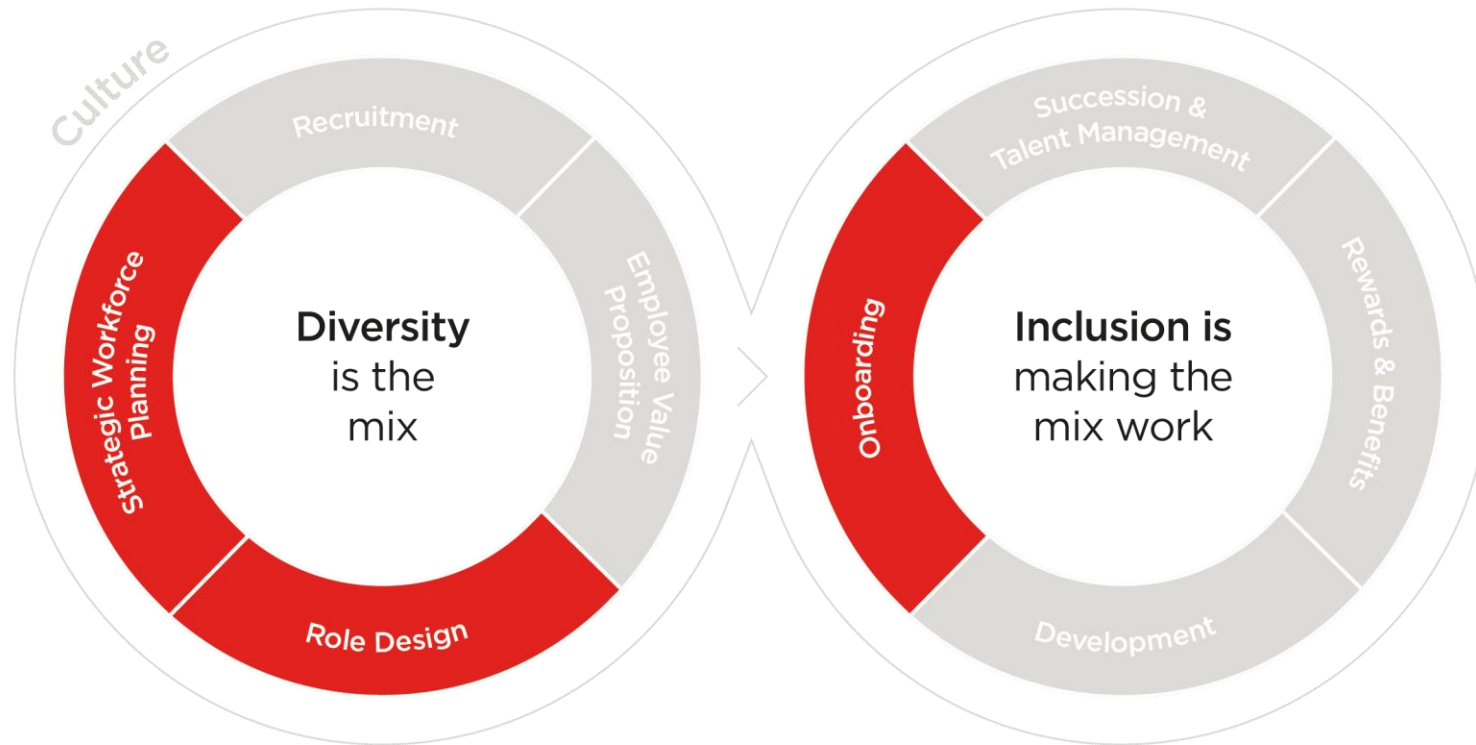 Culture
Recruitment
Employee Value
Proposition
Role Design
Strategic Workforce
Planning
Diversity
is the
mix
Succession &
Talent Management
Rewards & Benefits
Development
Onboarding
Inclusion is
making the
mix work